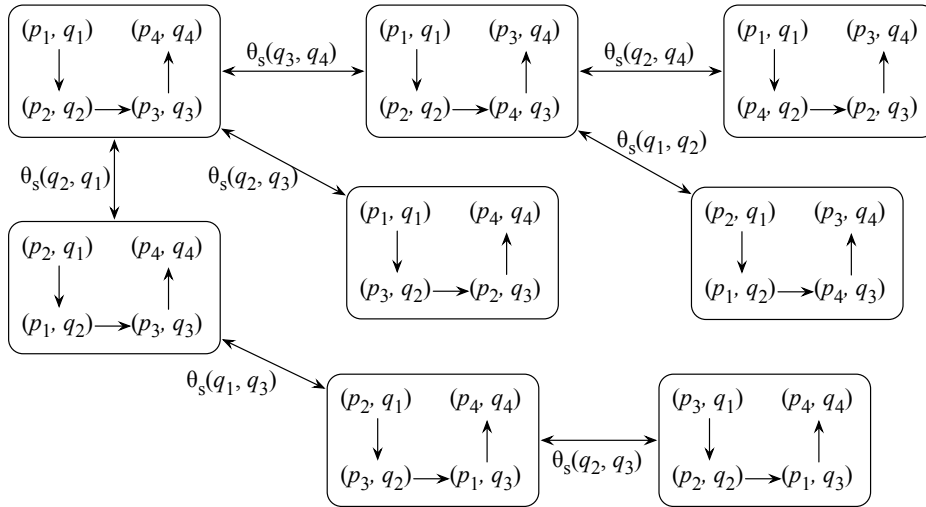 (p₁, q₁) (p₄, q₄)
(p₂, q₂) (p₃, q₃)
θₛ(q₃, q₄)
(p₁, q₁) (p₃, q₄)
(p₂, q₂) (p₄, q₃)
θₛ(q₂, q₄)
(p₁, q₁) (p₃, q₄)
(p₄, q₂) (p₂, q₃)
θₛ(q₂, q₁)
θₛ(q₂, q₃)
θₛ(q₁, q₂)
(p₂, q₁) (p₄, q₄)
(p₁, q₂) (p₃, q₃)
(p₁, q₁) (p₄, q₄)
(p₃, q₂) (p₂, q₃)
(p₂, q₁) (p₃, q₄)
(p₁, q₂) (p₄, q₃)
θₛ(q₁, q₃)
(p₂, q₁) (p₄, q₄)
(p₃, q₂) (p₁, q₃)
θₛ(q₂, q₃)
(p₃, q₁) (p₄, q₄)
(p₂, q₂) (p₁, q₃)